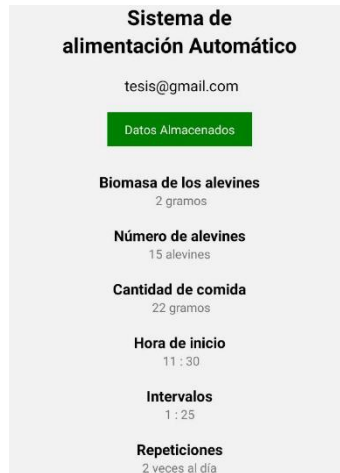 Sistema de
alimentación Automático
tesis@gmail.com
Datos Almacenados
Biomasa de los alevines
2 gramos
Número de alevines
15 alevines
Cantidad de comida
22 gramos
Hora de inicio
11 : 30
Intervalos
1 : 25
Repeticiones
2 veces al día